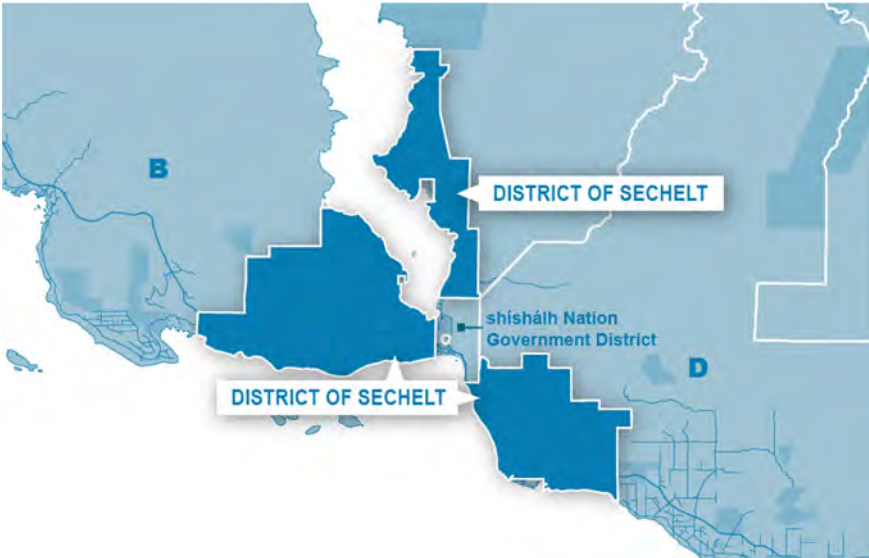 B
DISTRICT OF SECHELT
shíshálh Nation
Government District
D
DISTRICT OF SECHELT